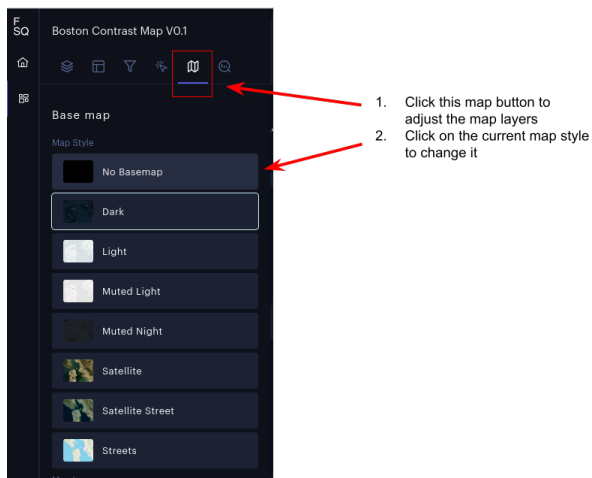 F
SQ
Boston Contrast Map V0.1
Base map
Map Style
No Basemap
Dark
Light
Muted Light
Muted Night
Satellite
Satellite Street
Streets
1. Click this map button to
adjust the map layers
2. Click on the current map style
to change it